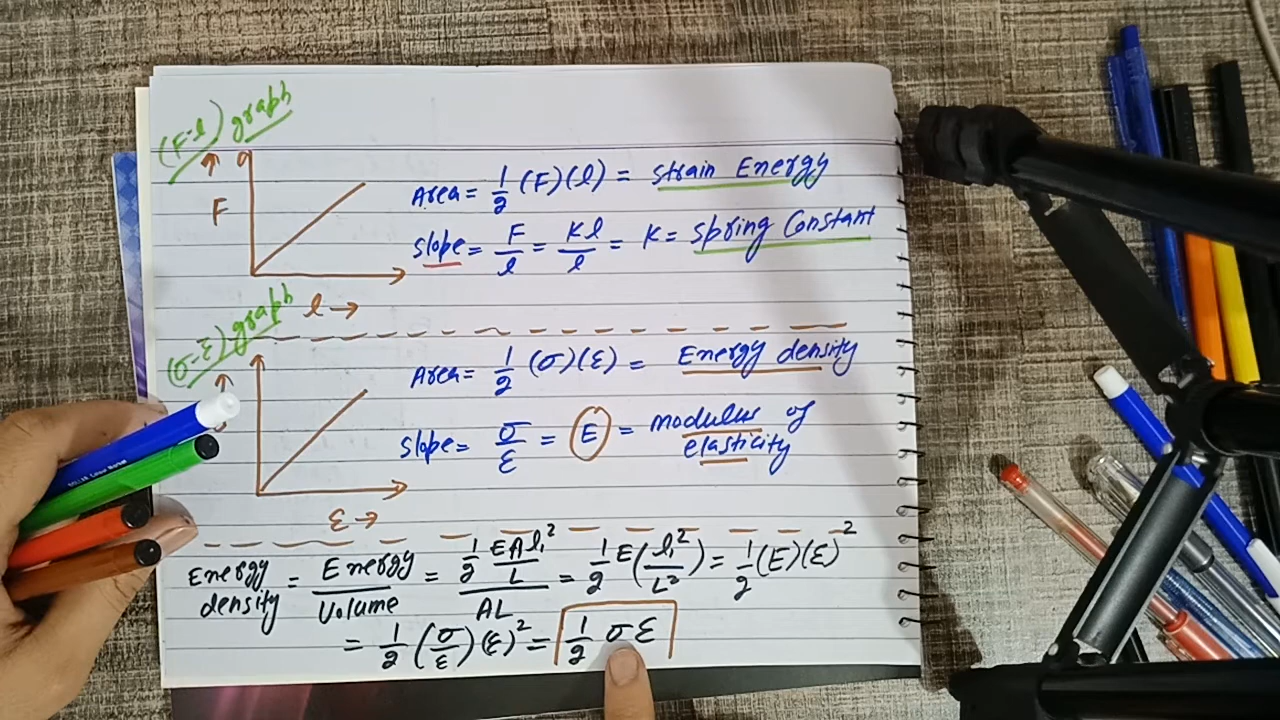 (F-l) graph
F
l →
Area = 1/2 (F)(l) = Strain Energy
Slope = F/l = Kl/l = K = Spring Constant
(σ-ε) graph
ε →
Area = 1/2 (σ)(ε) = Energy density
Slope = σ/ε = E = modulus of elasticity
Energy density = Energy/Volume = (1/2 EAl₁²/L)/AL = 1/2 E(l₁²/L²) = 1/2 (E)(ε)²
= 1/2 (σ/ε)(ε)² = 1/2 σε